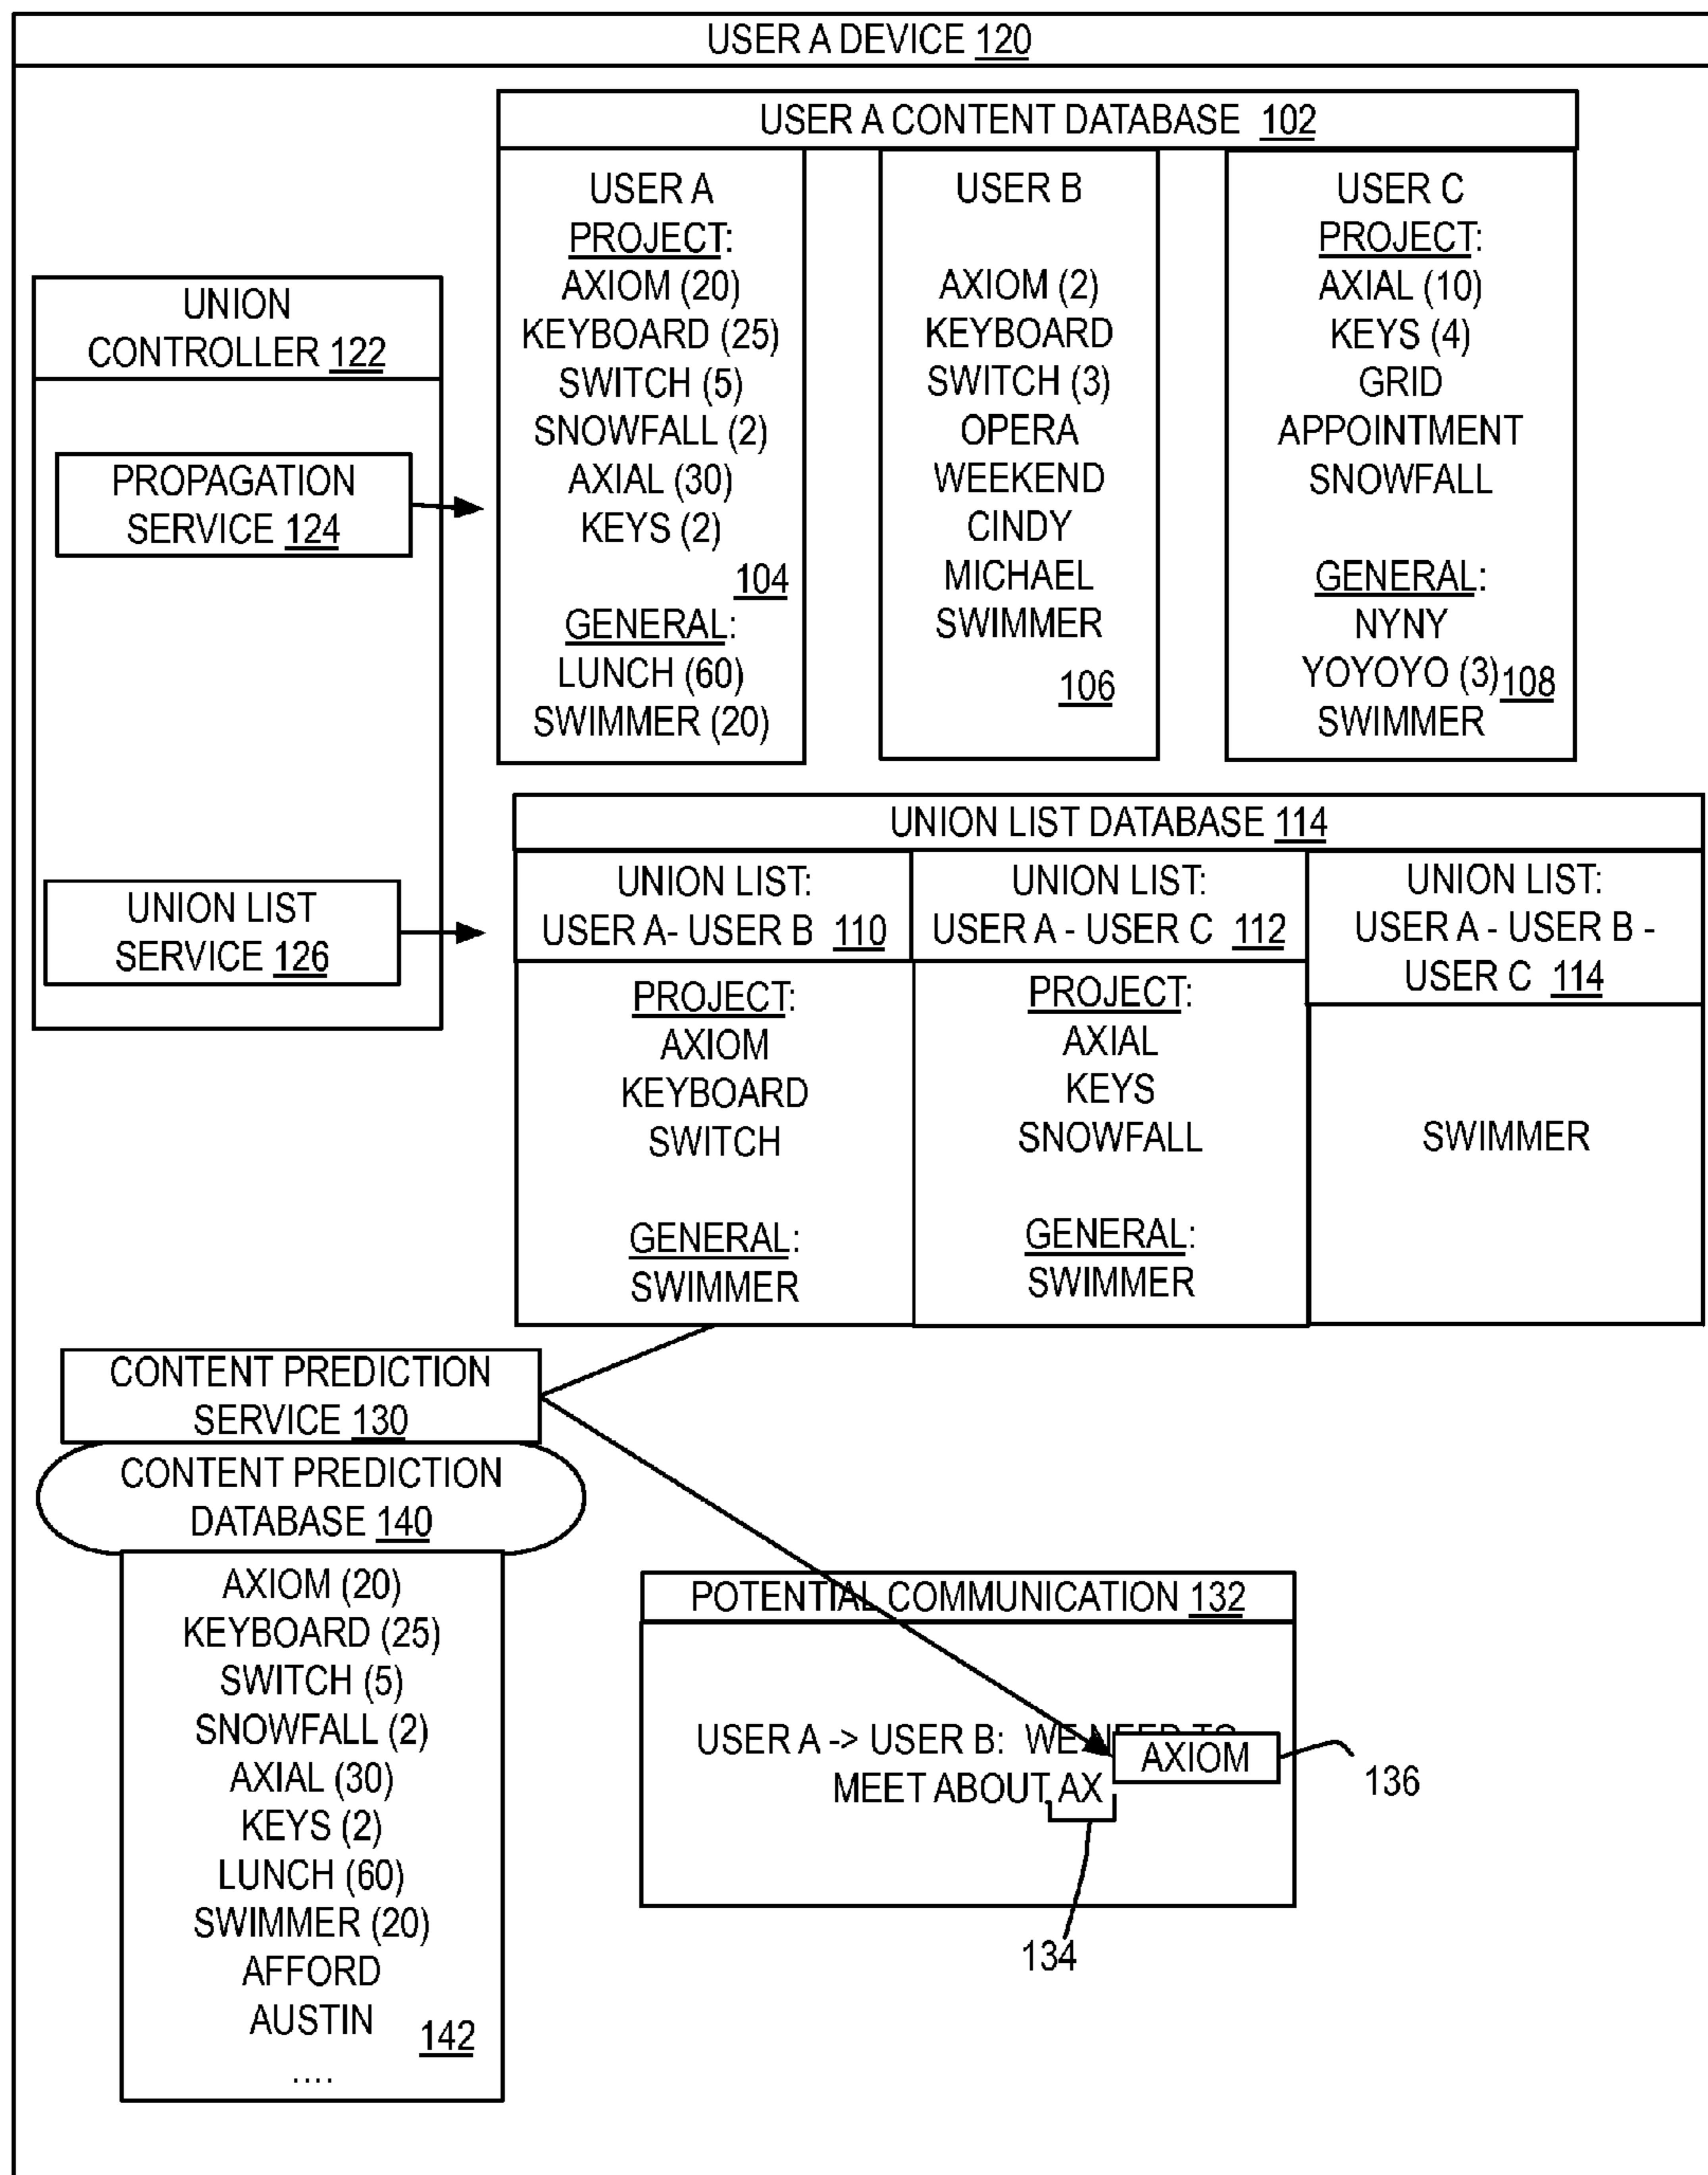 USER A DEVICE 120
USER A CONTENT DATABASE 102
USER A
PROJECT:
AXIOM (20)
KEYBOARD (25)
SWITCH (5)
SNOWFALL (2)
AXIAL (30)
KEYS (2)
104
GENERAL:
LUNCH (60)
SWIMMER (20)
USER B
AXIOM (2)
KEYBOARD
SWITCH (3)
OPERA
WEEKEND
CINDY
MICHAEL
SWIMMER
106
USER C
PROJECT:
AXIAL (10)
KEYS (4)
GRID
APPOINTMENT
SNOWFALL
GENERAL:
NYNY
YOYOYO (3) 108
SWIMMER
UNION
CONTROLLER 122
PROPAGATION
SERVICE 124
UNION LIST
SERVICE 126
UNION LIST DATABASE 114
UNION LIST:
USER A- USER B 110
PROJECT:
AXIOM
KEYBOARD
SWITCH
GENERAL:
SWIMMER
UNION LIST:
USER A - USER C 112
PROJECT:
AXIAL
KEYS
SNOWFALL
GENERAL:
SWIMMER
UNION LIST:
USER A - USER B -
USER C 114
SWIMMER
CONTENT PREDICTION
SERVICE 130
CONTENT PREDICTION
DATABASE 140
AXIOM (20)
KEYBOARD (25)
SWITCH (5)
SNOWFALL (2)
AXIAL (30)
KEYS (2)
LUNCH (60)
SWIMMER (20)
AFFORD
AUSTIN
142
....
POTENTIAL COMMUNICATION 132
USER A -> USER B: WE NEED TO
MEET ABOUT AX
AXIOM
136
134